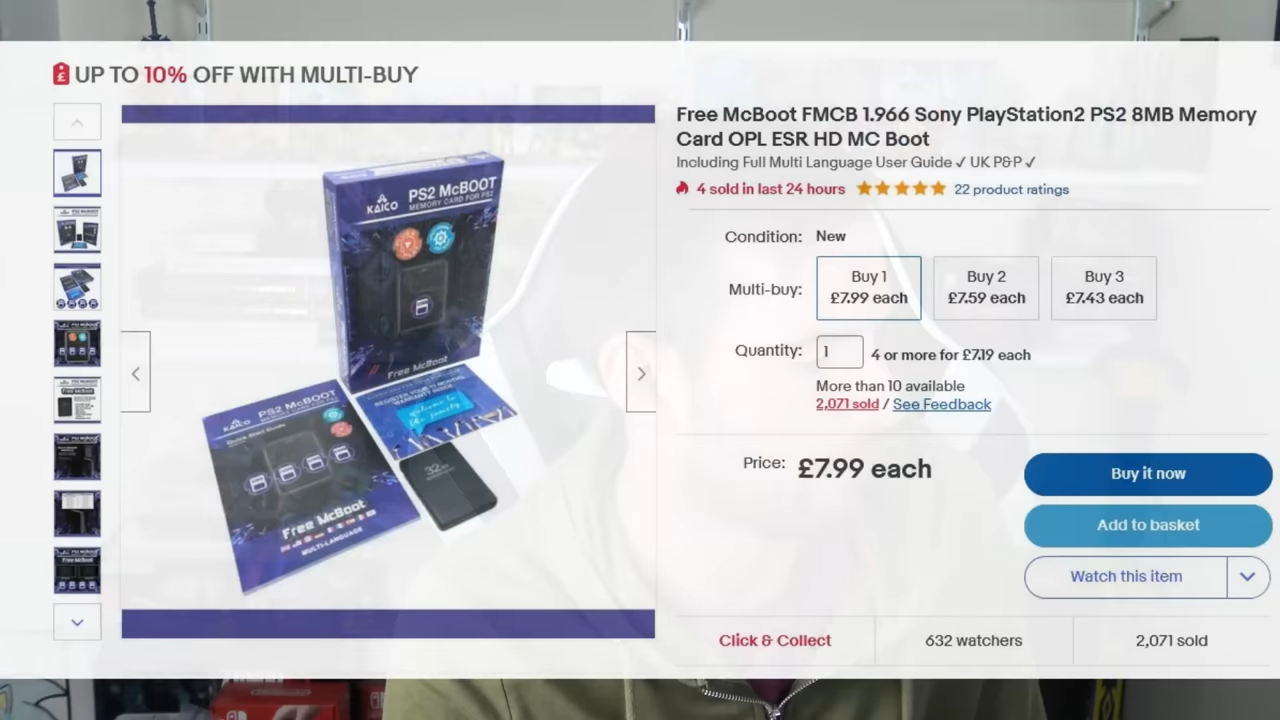 UP TO 10% OFF WITH MULTI-BUY
Free McBoot FMCB 1.966 Sony PlayStation2 PS2 8MB Memory
Card OPL ESR HD MC Boot
Including Full Multi Language User Guide ✓ UK P&P ✓
4 sold in last 24 hours
22 product ratings
Condition: New
Multi-buy:
Buy 1
£7.99 each
Buy 2
£7.59 each
Buy 3
£7.43 each
Quantity: 1
4 or more for £7.19 each
More than 10 available
2,071 sold / See Feedback
Price: £7.99 each
Buy it now
Add to basket
Watch this item
Click & Collect
632 watchers
2,071 sold
KAICO
PS2 McBOOT
MEMORY CARD FOR PS2
Free McBoot
KAICO
PS2 McBOOT
Quick Start Guide
Free McBoot
MULTI-LANGUAGE
welcome to
the family
32